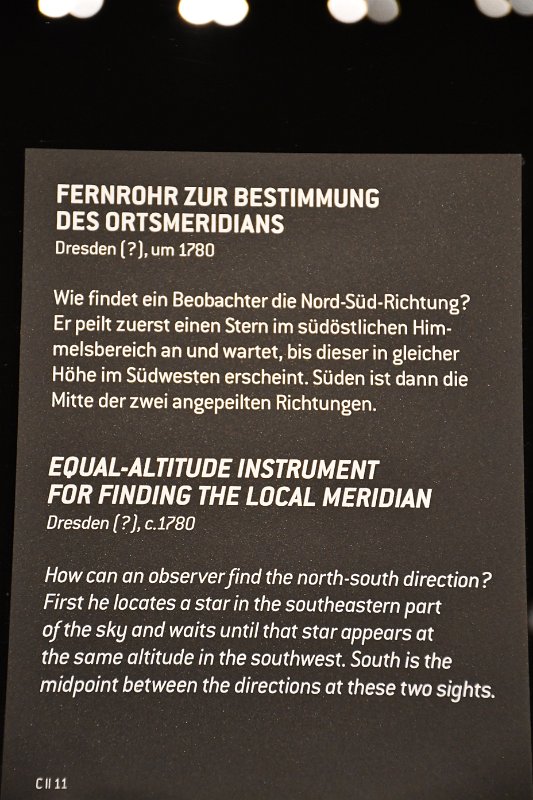 FERNROHR ZUR BESTIMMUNG
DES ORTSMERIDIANS
Dresden (?), um 1780
Wie findet ein Beobachter die Nord-Süd-Richtung?
Er peilt zuerst einen Stern im südöstlichen Him-
melsbereich an und wartet, bis dieser in gleicher
Höhe im Südwesten erscheint. Süden ist dann die
Mitte der zwei angepeilten Richtungen.
EQUAL-ALTITUDE INSTRUMENT
FOR FINDING THE LOCAL MERIDIAN
Dresden (?), c.1780
How can an observer find the north-south direction?
First he locates a star in the southeastern part
of the sky and waits until that star appears at
the same altitude in the southwest. South is the
midpoint between the directions at these two sights.
C II 11